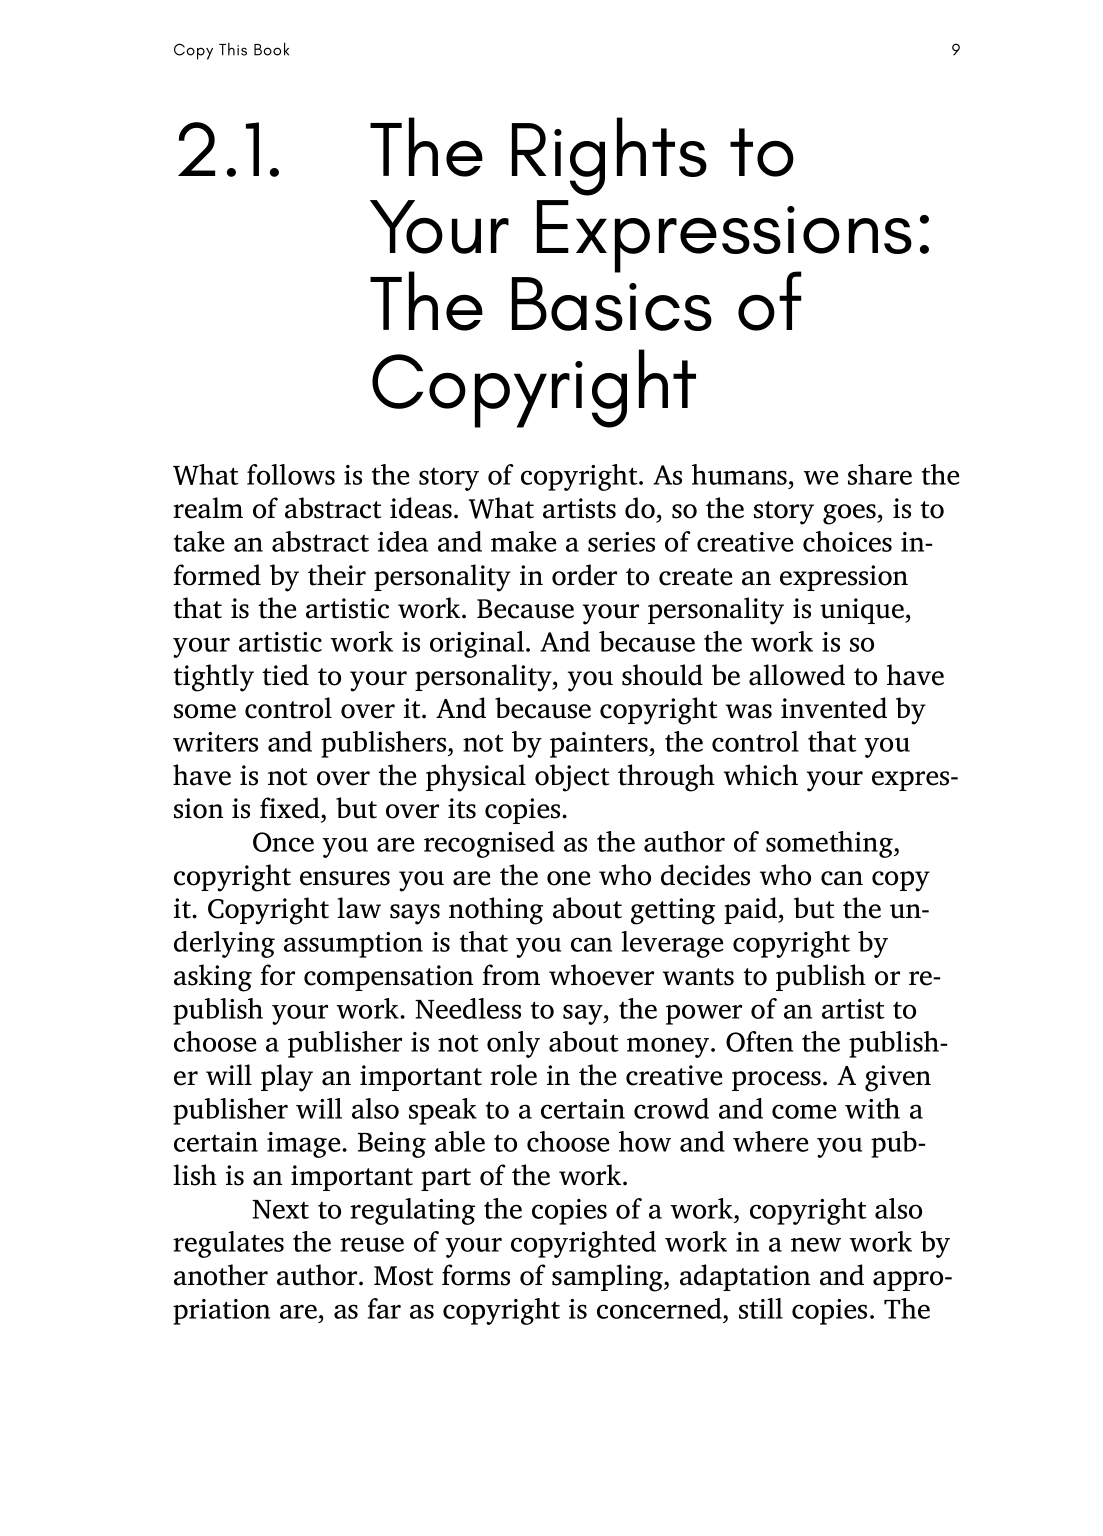 Copy This Book 9
2.1. The Rights to
Your Expressions:
The Basics of
Copyright
What follows is the story of copyright. As humans, we share the
realm of abstract ideas. What artists do, so the story goes, is to
take an abstract idea and make a series of creative choices in-
formed by their personality in order to create an expression
that is the artistic work. Because your personality is unique,
your artistic work is original. And because the work is so
tightly tied to your personality, you should be allowed to have
some control over it. And because copyright was invented by
writers and publishers, not by painters, the control that you
have is not over the physical object through which your expres-
sion is fixed, but over its copies.
Once you are recognised as the author of something,
copyright ensures you are the one who decides who can copy
it. Copyright law says nothing about getting paid, but the un-
derlying assumption is that you can leverage copyright by
asking for compensation from whoever wants to publish or re-
publish your work. Needless to say, the power of an artist to
choose a publisher is not only about money. Often the publish-
er will play an important role in the creative process. A given
publisher will also speak to a certain crowd and come with a
certain image. Being able to choose how and where you pub-
lish is an important part of the work.
Next to regulating the copies of a work, copyright also
regulates the reuse of your copyrighted work in a new work by
another author. Most forms of sampling, adaptation and appro-
priation are, as far as copyright is concerned, still copies. The